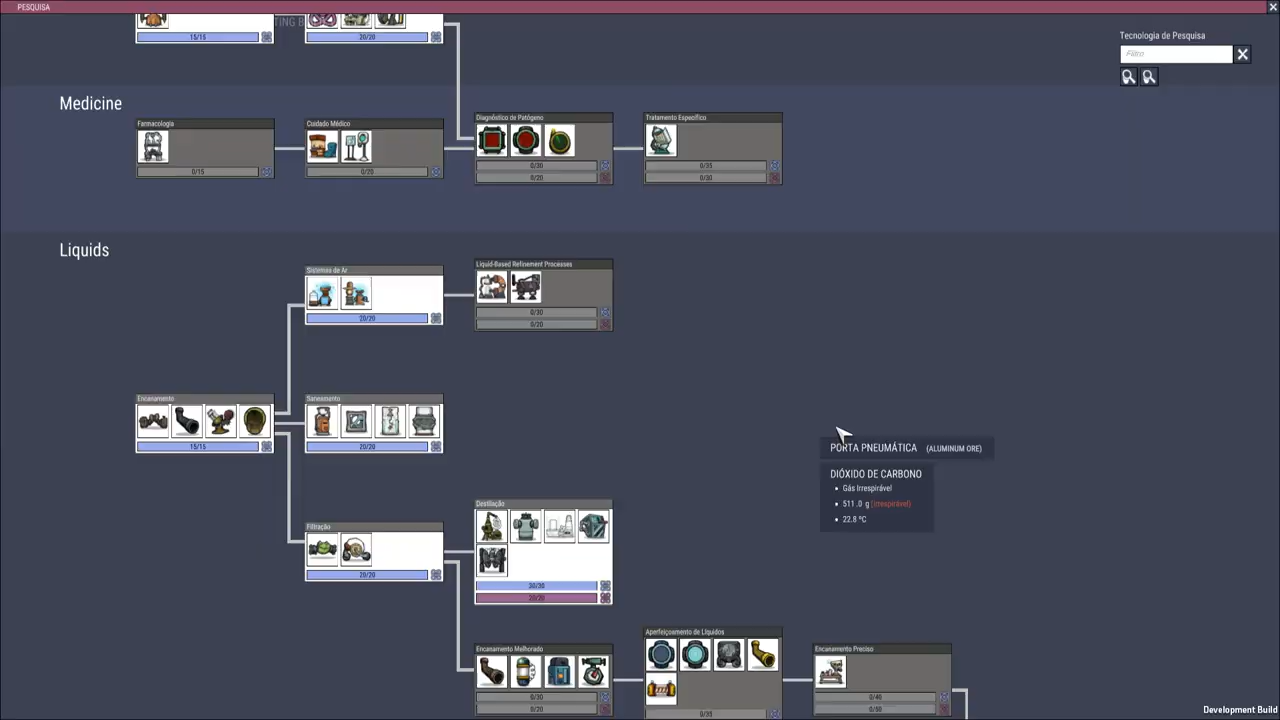 PESQUISA
TING B
15/15
20/20
Tecnologia de Pesquisa
Filtro
Medicine
Farmacologia
0/15
Cuidado Médico
0/20
Diagnóstico de Patógeno
0/30
0/20
Tratamento Específico
0/35
0/30
Liquids
Sistemas de Ar
20/20
Liquid-Based Refinement Processes
0/30
0/20
Encanamento
15/15
Saneamento
20/20
PORTA PNEUMÁTICA (ALUMINUM ORE)
DIÓXIDO DE CARBONO
• Gás Irrespirável
• 511.0 g (irrespirável)
• 22.8 ºC
Filtração
20/20
Destilação
30/30
20/20
Encanamento Melhorado
0/30
0/20
Aperfeiçoamento de Líquidos
0/35
Encanamento Preciso
0/40
0/50
Development Build